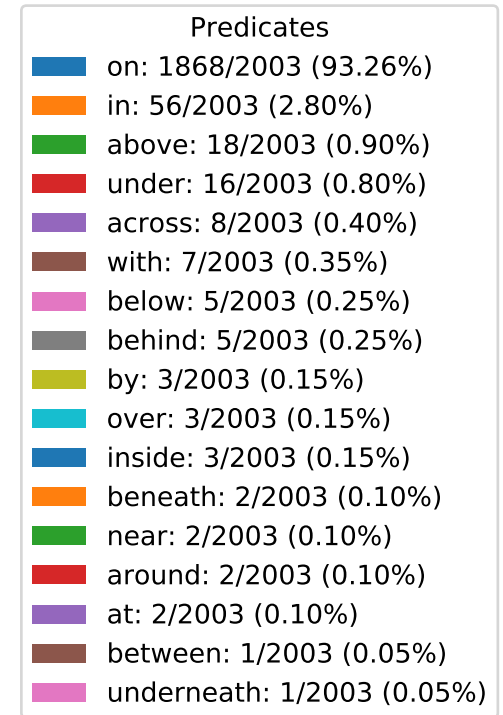 Predicates
on: 1868/2003 (93.26%)
in: 56/2003 (2.80%)
above: 18/2003 (0.90%)
under: 16/2003 (0.80%)
across: 8/2003 (0.40%)
with: 7/2003 (0.35%)
below: 5/2003 (0.25%)
behind: 5/2003 (0.25%)
by: 3/2003 (0.15%)
over: 3/2003 (0.15%)
inside: 3/2003 (0.15%)
beneath: 2/2003 (0.10%)
near: 2/2003 (0.10%)
around: 2/2003 (0.10%)
at: 2/2003 (0.10%)
between: 1/2003 (0.05%)
underneath: 1/2003 (0.05%)